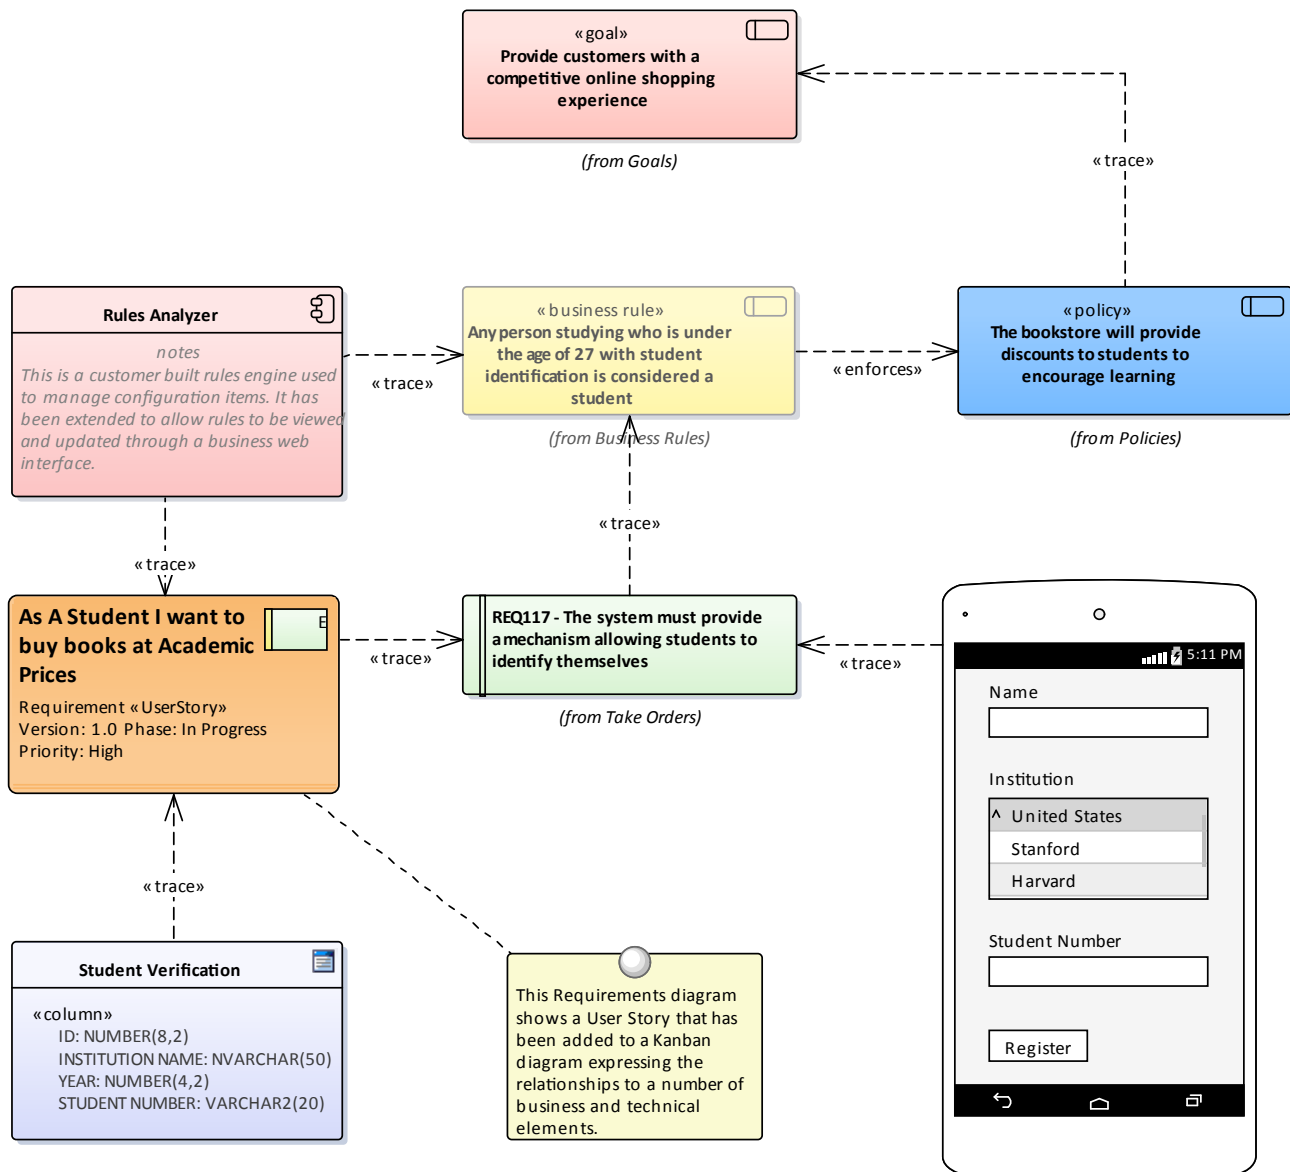 «goal»
Provide customers with a
competitive online shopping
experience
(from Goals)
«trace»
Rules Analyzer
notes
This is a customer built rules engine used
to manage configuration items. It has
been extended to allow rules to be viewed
and updated through a business web
interface.
«trace»
«business rule»
Any person studying who is under
the age of 27 with student
identification is considered a
student
(from Business Rules)
«enforces»
«policy»
The bookstore will provide
discounts to students to
encourage learning
(from Policies)
«trace»
«trace»
As A Student I want to
buy books at Academic
Prices
E
Requirement «UserStory»
Version: 1.0 Phase: In Progress
Priority: High
«trace»
REQ117 - The system must provide
a mechanism allowing students to
identify themselves
(from Take Orders)
«trace»
5:11 PM
Name
Institution
^ United States
Stanford
Harvard
Student Number
Register
«trace»
Student Verification
«column»
ID: NUMBER(8,2)
INSTITUTION NAME: NVARCHAR(50)
YEAR: NUMBER(4,2)
STUDENT NUMBER: VARCHAR2(20)
This Requirements diagram
shows a User Story that has
been added to a Kanban
diagram expressing the
relationships to a number of
business and technical
elements.